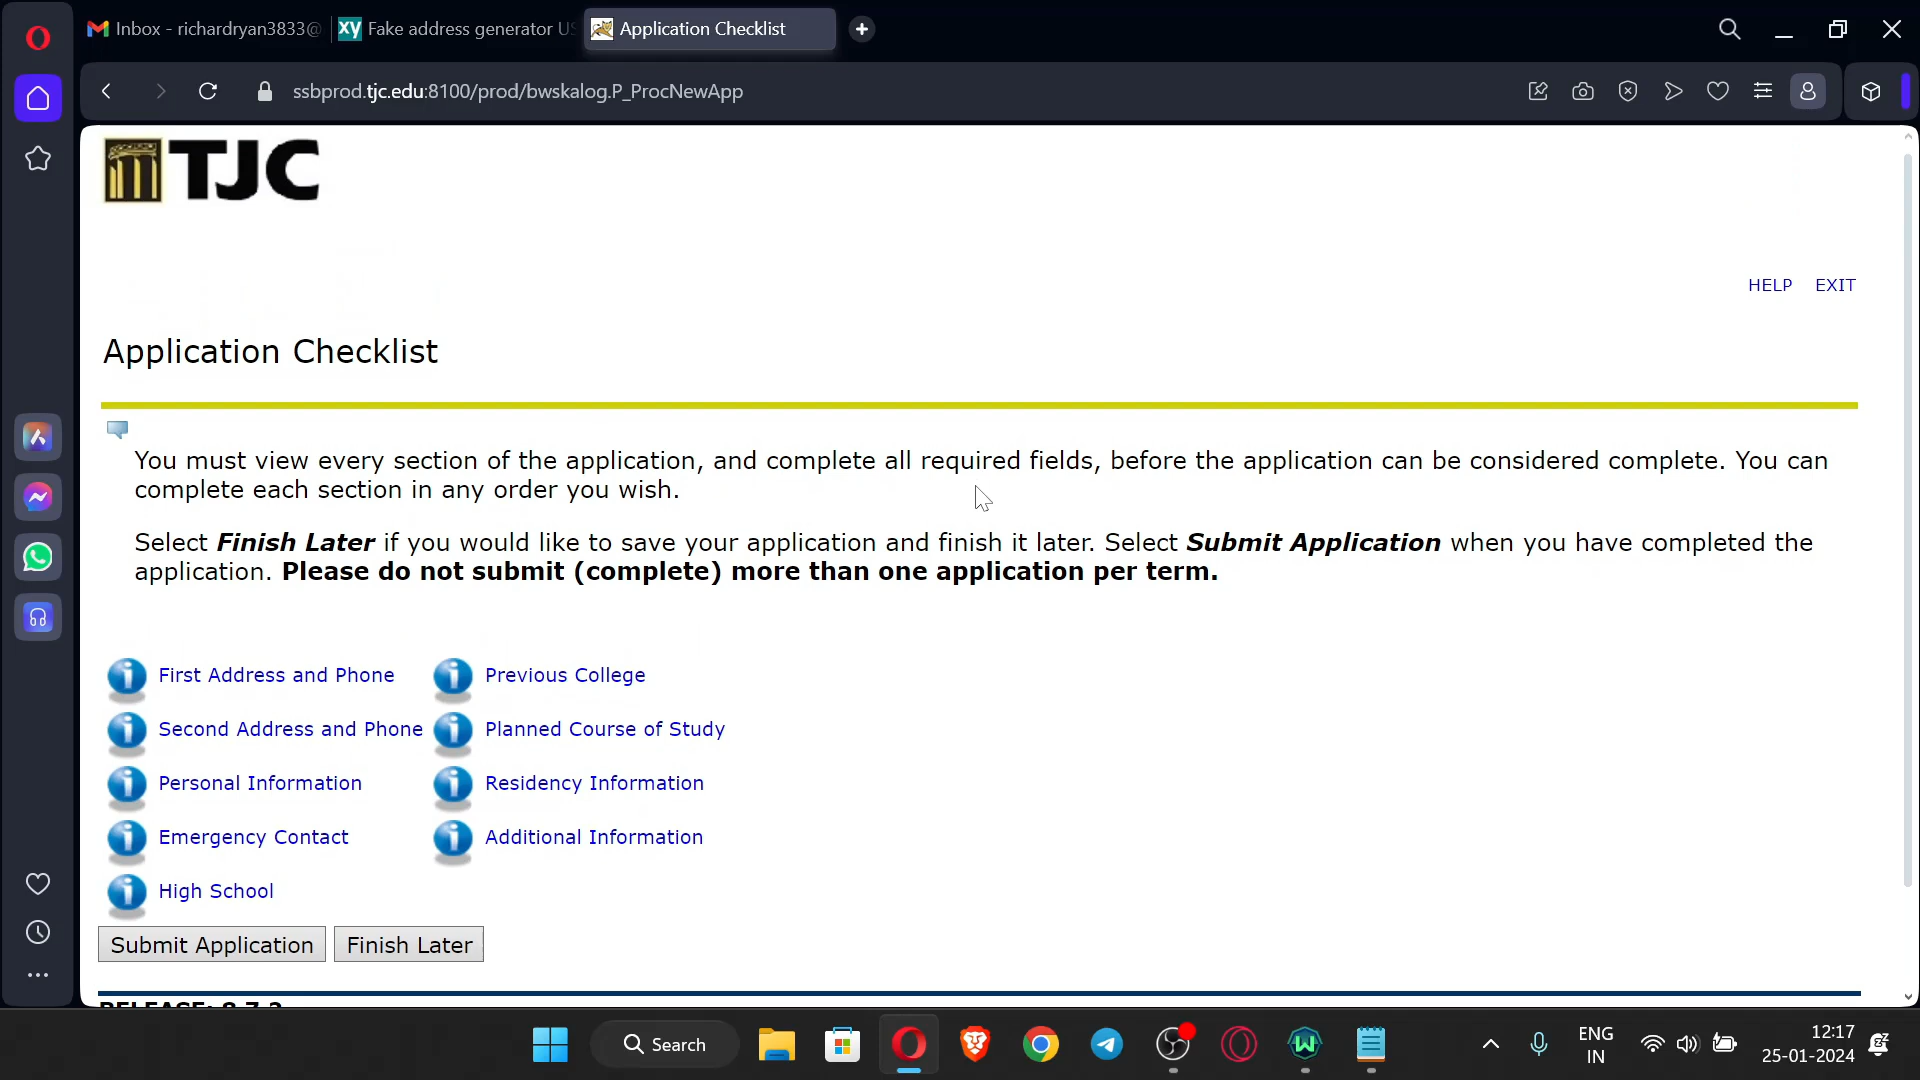 Inbox - richardryan3833@
xy Fake address generator US
Application Checklist
ssbprod.tjc.edu:8100/prod/bwskalog.P_ProcNewApp
TJC
HELP EXIT
Application Checklist
You must view every section of the application, and complete all required fields, before the application can be considered complete. You can
complete each section in any order you wish.
Select Finish Later if you would like to save your application and finish it later. Select Submit Application when you have completed the
application. Please do not submit (complete) more than one application per term.
First Address and Phone Previous College
Second Address and Phone Planned Course of Study
Personal Information Residency Information
Emergency Contact Additional Information
High School
Submit Application Finish Later
RELEASE: 8.7.2
Search
ENG
IN
12:17
25-01-2024